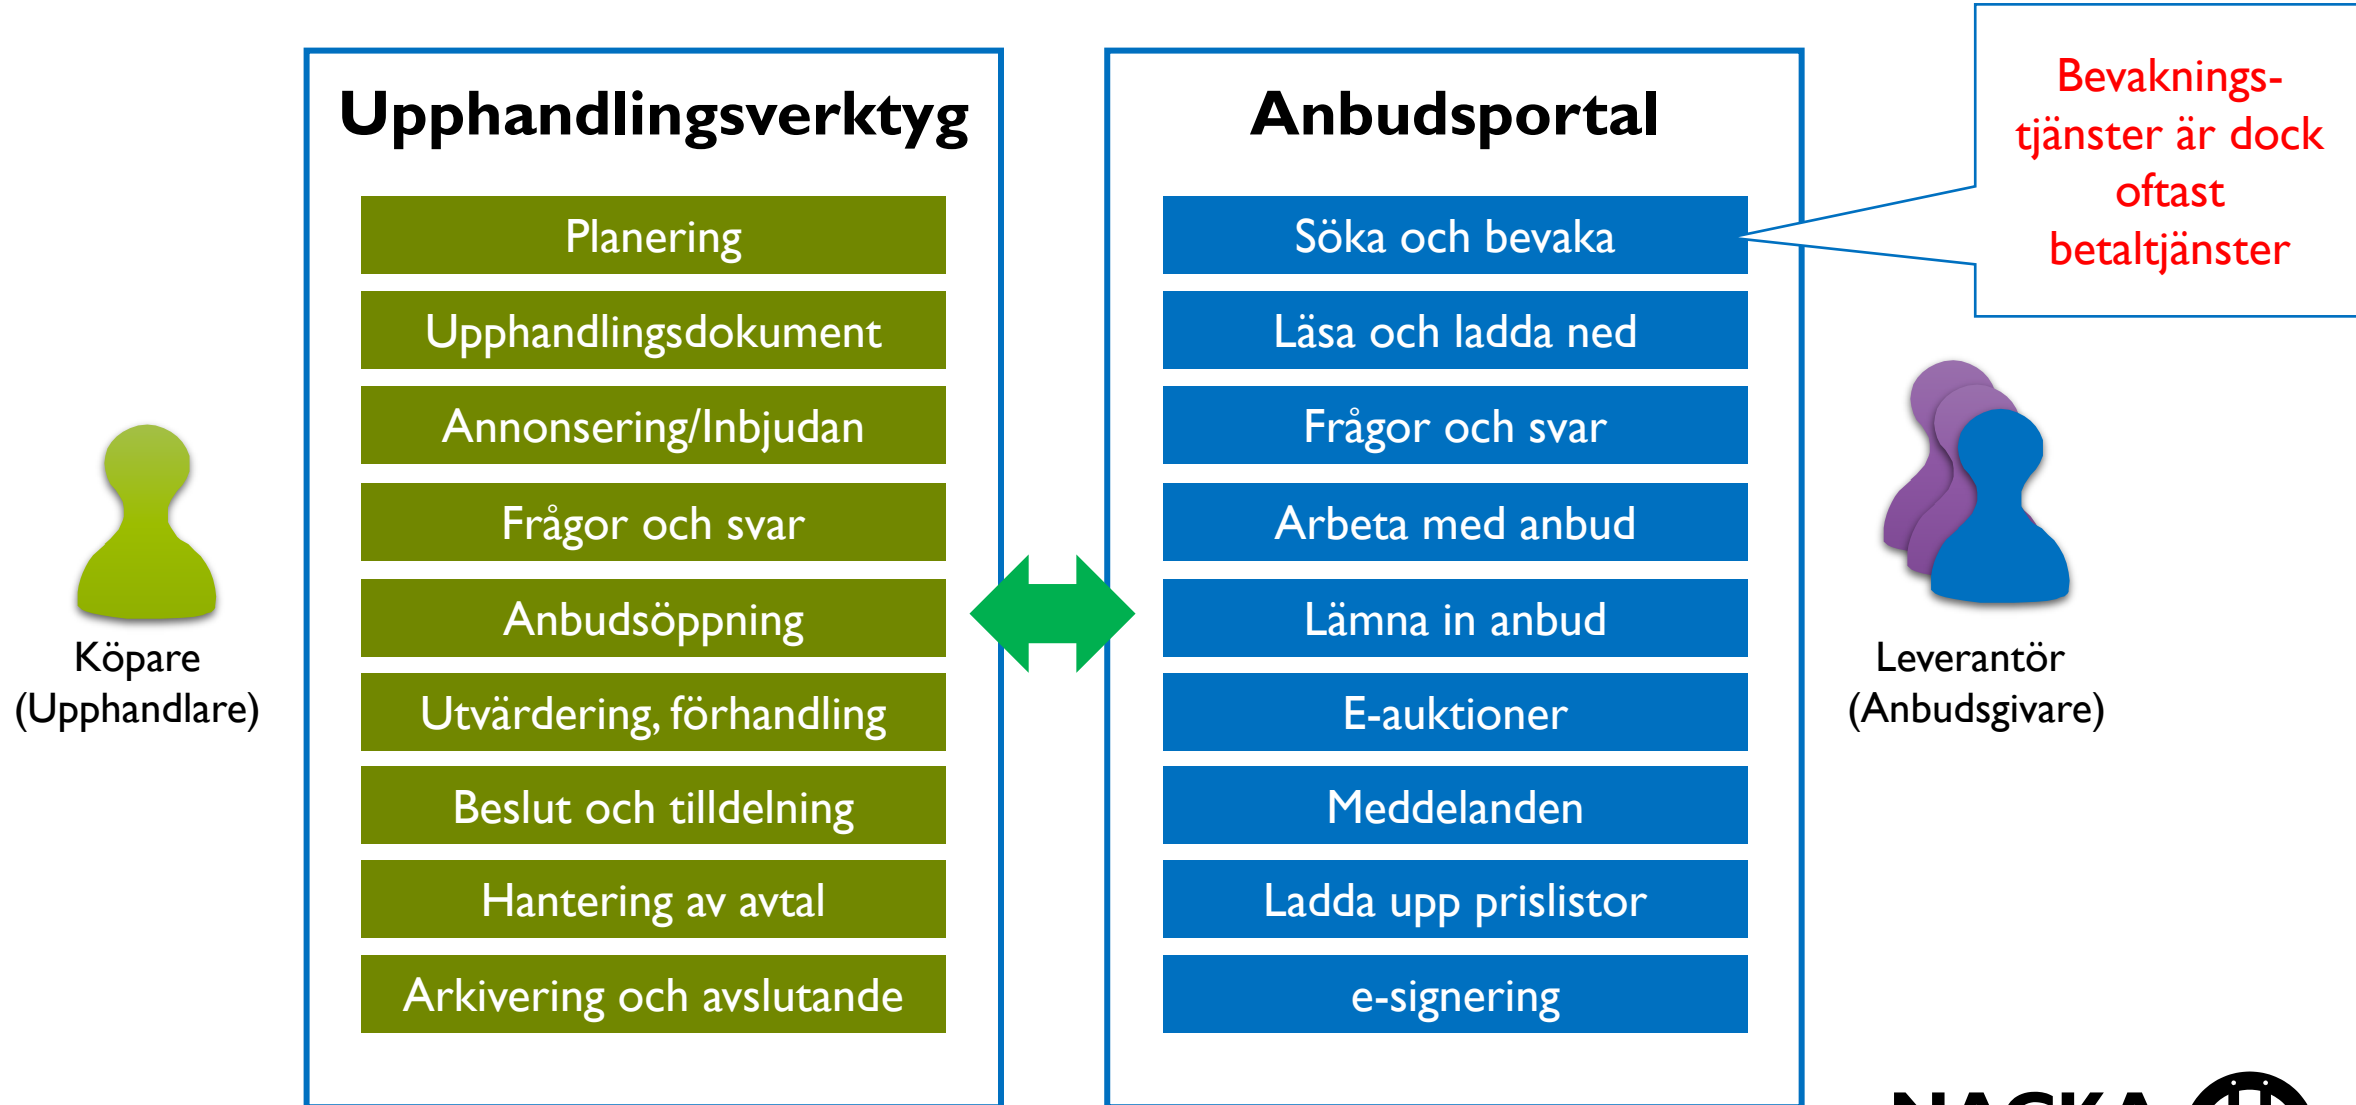 Upphandlingsverktyg
Planering
Upphandlingsdokument
Annonsering/Inbjudan
Frågor och svar
Anbudsöppning
Utvärdering, förhandling
Beslut och tilldelning
Hantering av avtal
Arkivering och avslutande
Köpare
(Upphandlare)
Anbudsportal
Söka och bevaka
Läsa och ladda ned
Frågor och svar
Arbeta med anbud
Lämna in anbud
E-auktioner
Meddelanden
Ladda upp prislistor
e-signering
Bevaknings-
tjänster är dock
oftast
betaltjänster
Leverantör
(Anbudsgivare)
NACKA